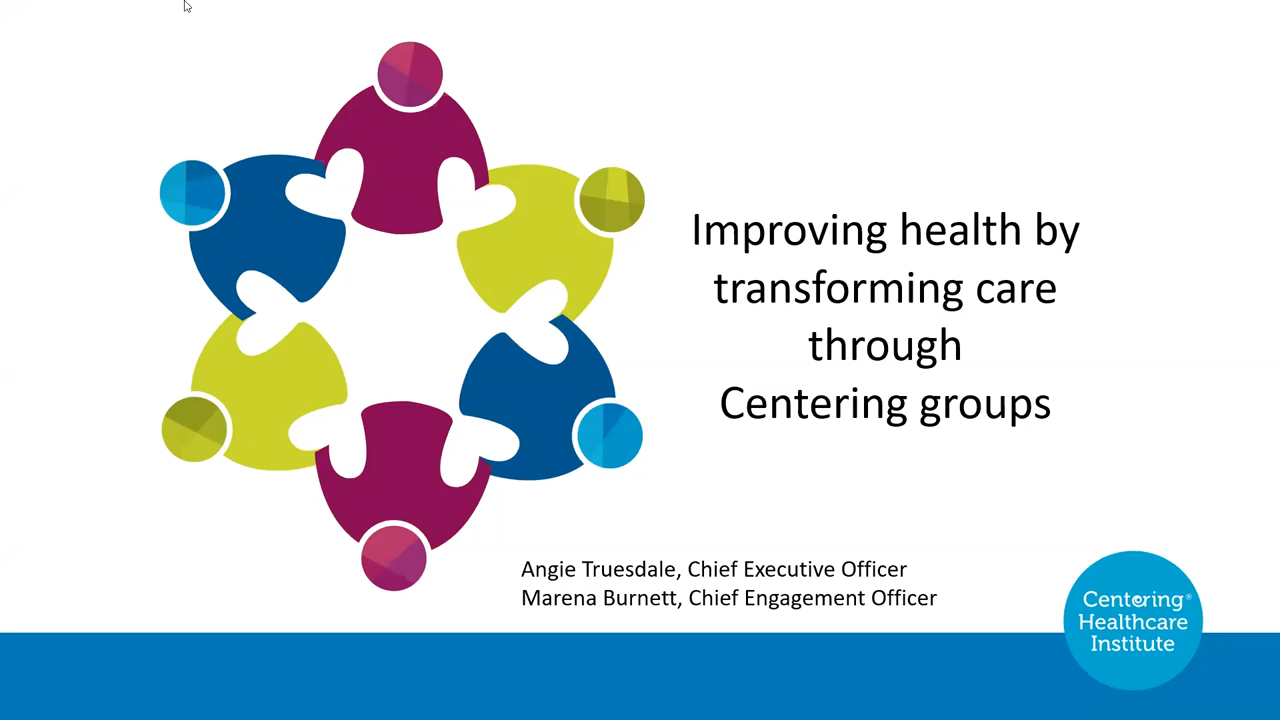 Improving health by
transforming care
through
Centering groups
Angie Truesdale, Chief Executive Officer
Marena Burnett, Chief Engagement Officer
Centering®
Healthcare
Institute